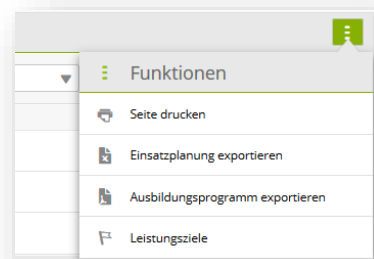 Funktionen
Seite drucken
Einsatzplanung exportieren
Ausbildungsprogramm exportieren
Leistungsziele